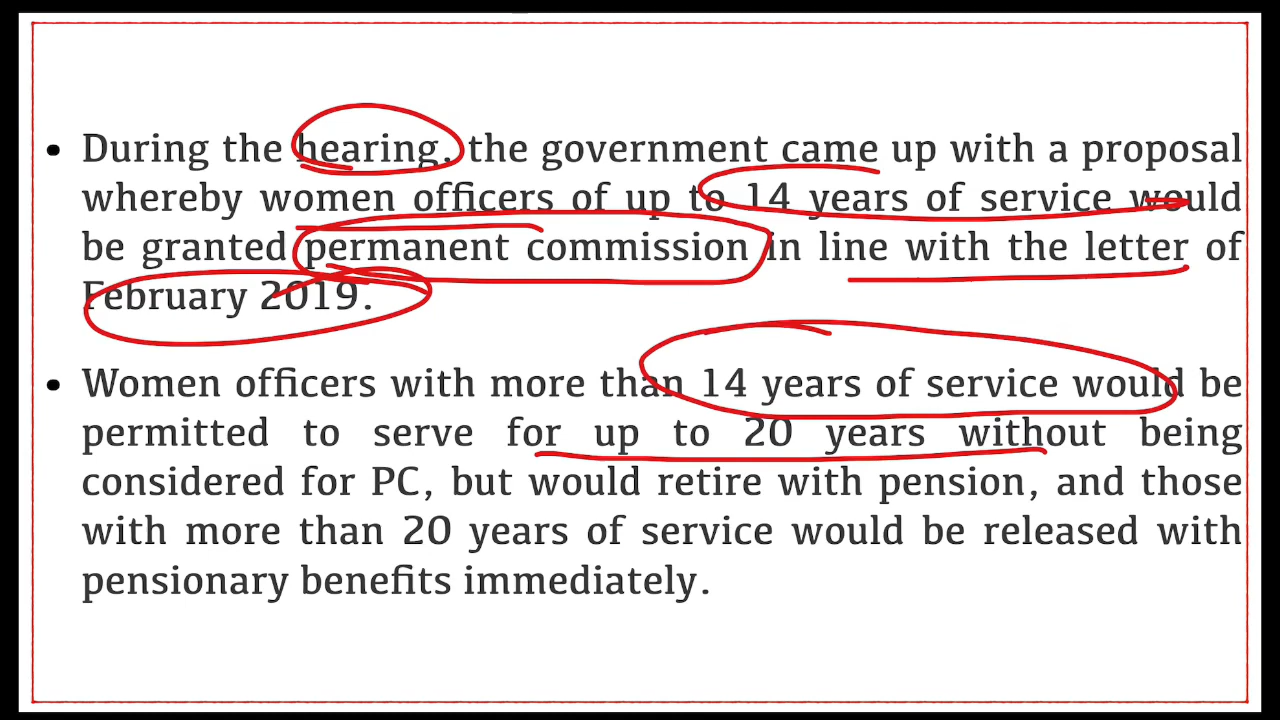 • During the hearing, the government came up with a proposal
whereby women officers of up to 14 years of service would
be granted permanent commission in line with the letter of
February 2019.
• Women officers with more than 14 years of service would be
permitted to serve for up to 20 years without being
considered for PC, but would retire with pension, and those
with more than 20 years of service would be released with
pensionary benefits immediately.